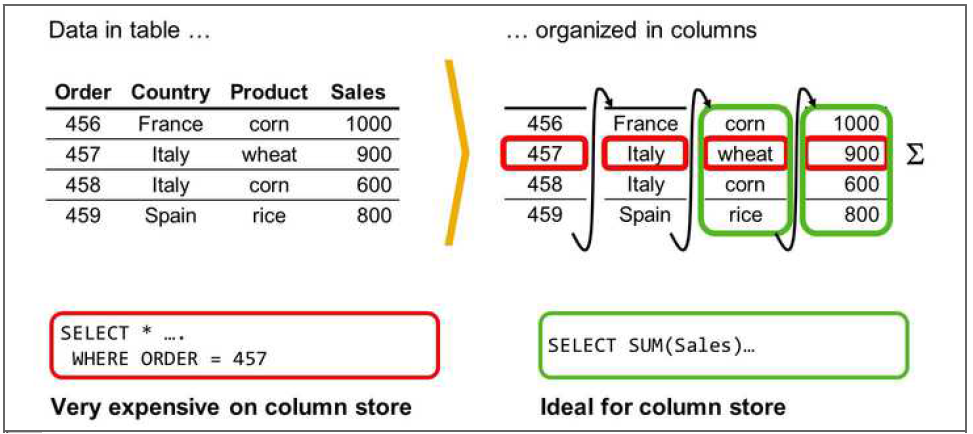 Data in table …
… organized in columns
Order Country Product Sales
456 France corn 1000
457 Italy wheat 900
458 Italy corn 600
459 Spain rice 800
456 France corn 1000
457 Italy wheat 900 Σ
458 Italy corn 600
459 Spain rice 800
SELECT * ….
WHERE ORDER = 457
Very expensive on column store
SELECT SUM(Sales)…
Ideal for column store